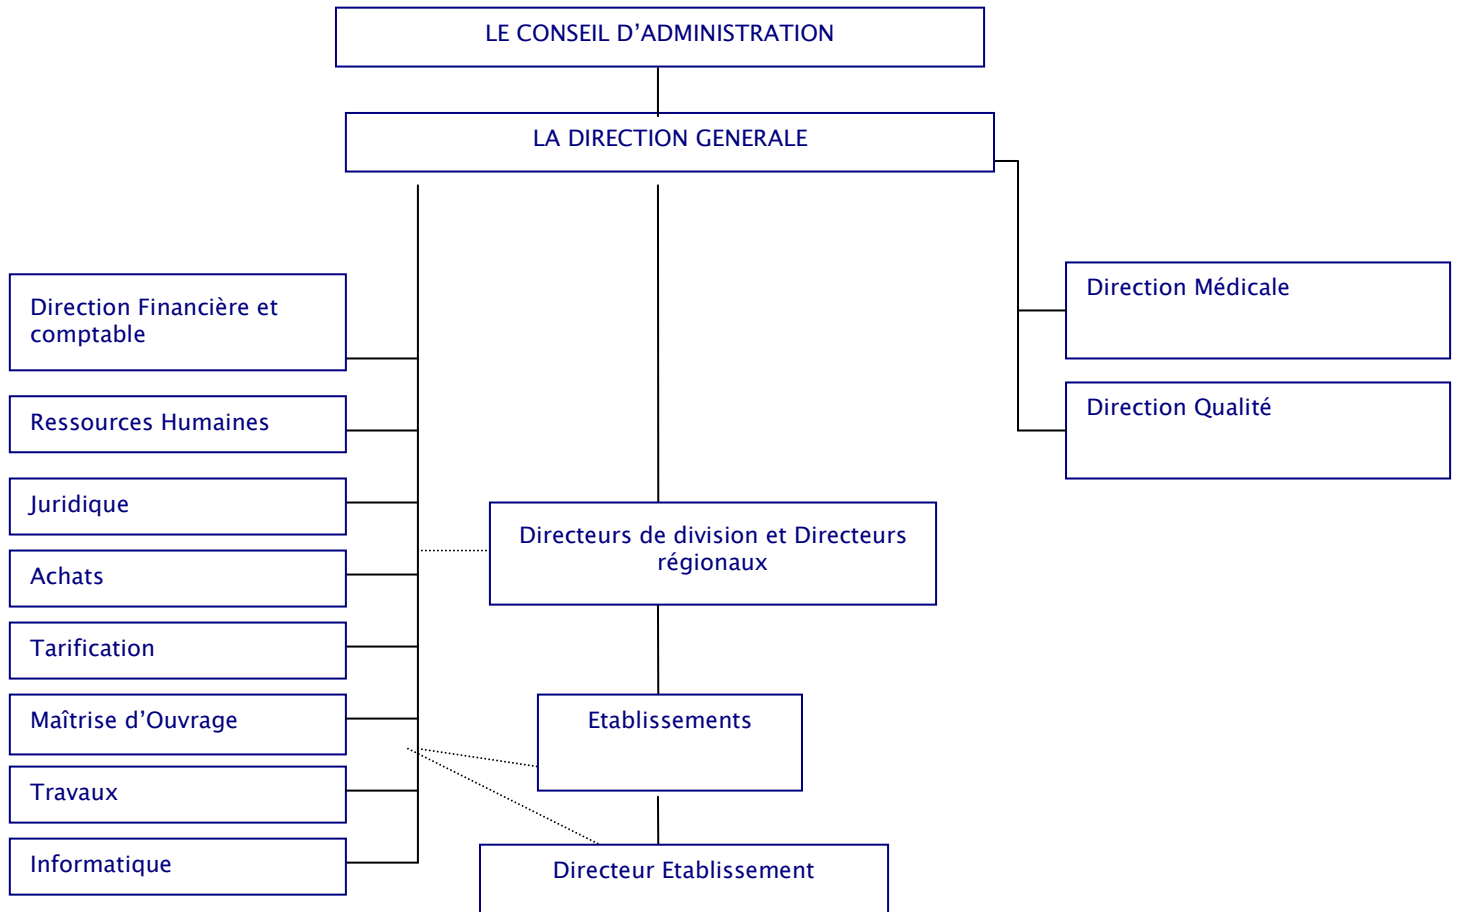 LE CONSEIL D’ADMINISTRATION
LA DIRECTION GENERALE
Direction Financière et
comptable
Ressources Humaines
Juridique
Achats
Tarification
Maîtrise d’Ouvrage
Travaux
Informatique
Directeurs de division et Directeurs
régionaux
Etablissements
Directeur Etablissement
Direction Médicale
Direction Qualité